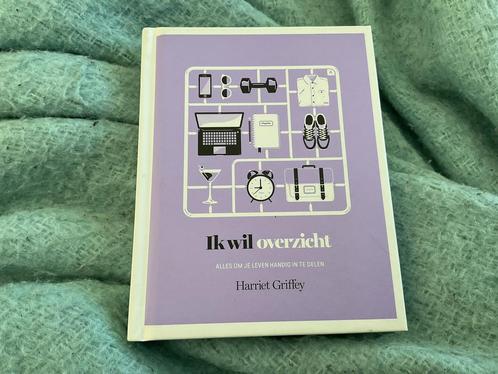 Ik wil overzicht
ALLES OM JE LEVEN HANDIG IN TE DELEN
Harriet Griffey